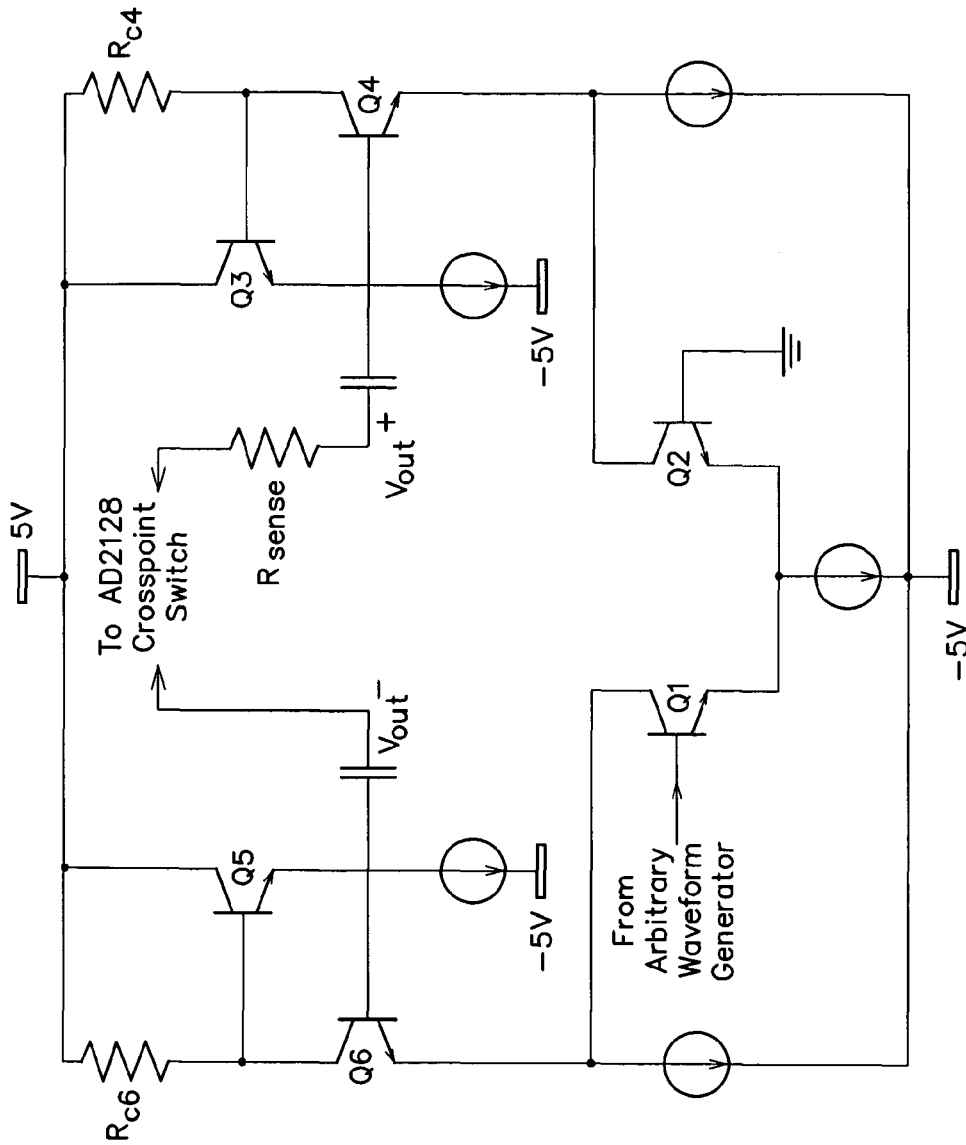 5V
Rc4
To AD2128
Crosspoint
Switch
Rsense
Q3
Q4
Vout+
-5V
Q2
Rc6
Q5
Q6
Vout-
-5V
From
Arbitrary
Waveform
Generator
Q1
-5V